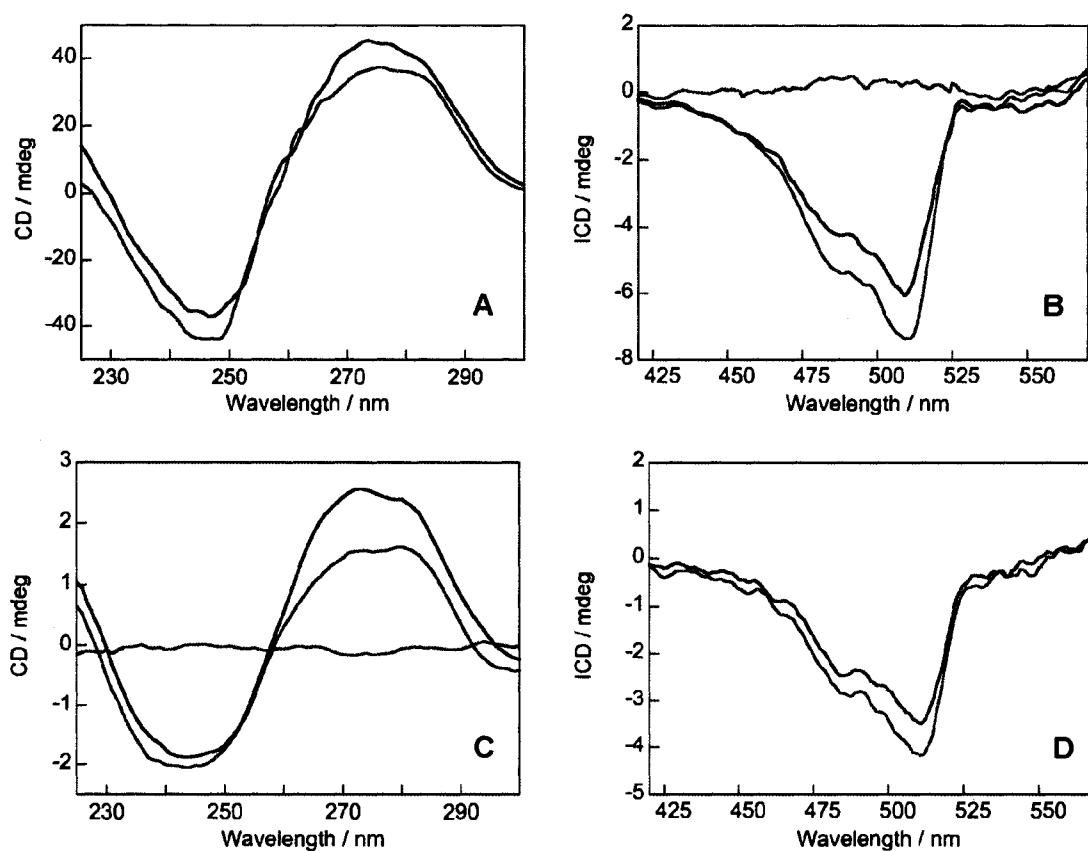 40
20
0
-20
-40
CD / mdeg
230 250 270 290
Wavelength / nm
A
2
0
-2
-4
-6
-8
ICD / mdeg
425 450 475 500 525 550
Wavelength / nm
B
3
2
1
0
-1
-2
CD / mdeg
230 250 270 290
Wavelength / nm
C
2
1
0
-1
-2
-3
-4
-5
ICD / mdeg
425 450 475 500 525 550
Wavelength / nm
D